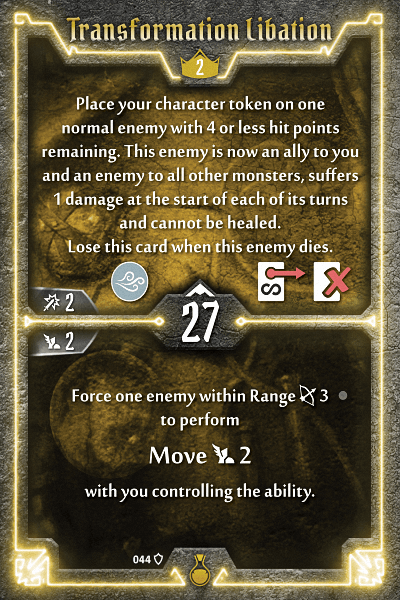 Transformation Libation
2
Place your character token on one
normal enemy with 4 or less hit points
remaining. This enemy is now an ally to you
and an enemy to all other monsters, suffers
1 damage at the start of each of its turns
and cannot be healed.
Lose this card when this enemy dies.
2
27
2
Force one enemy within Range 3
to perform
Move 2
with you controlling the ability.
044